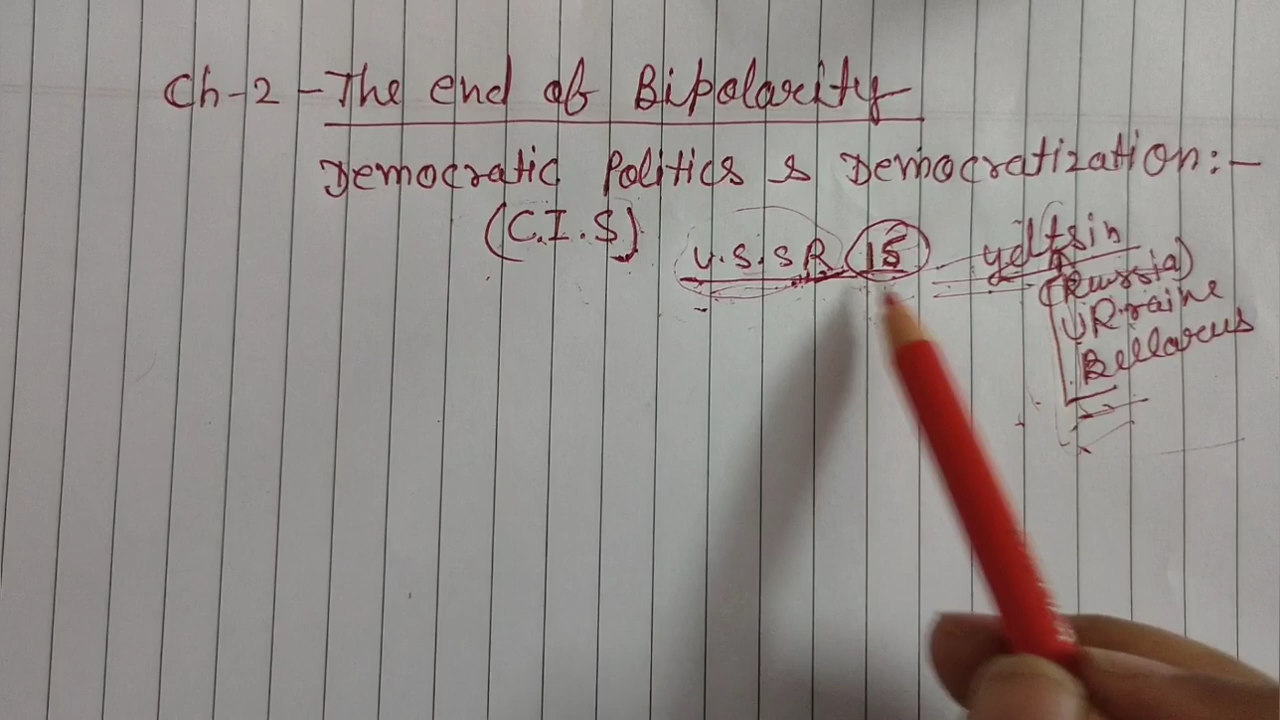 Ch-2 - The end of Bipolarity
Democratic Politics & Democratization:-
(C.I.S) U.S.S.R 15 yeltsin
(Russia)
UKraine
Bellarus